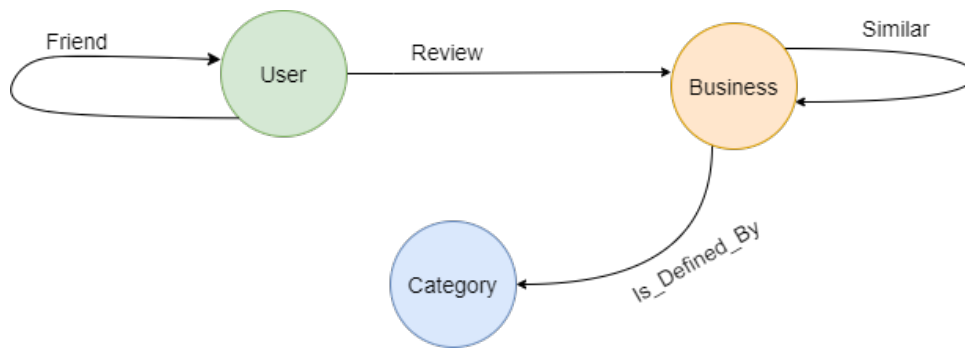 Friend
Review
Similar
User
Business
Is_Defined_By
Category